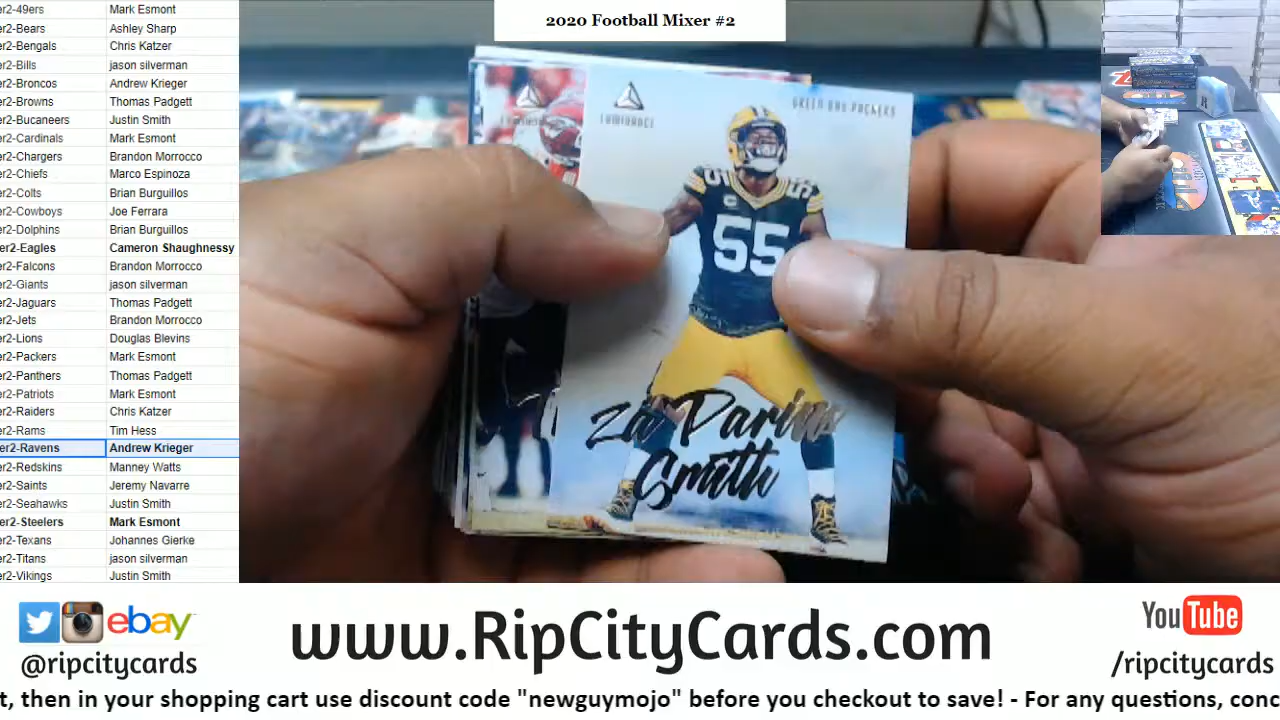 2020 Football Mixer #2
er2-49ers Mark Esmont
er2-Bears Ashley Sharp
er2-Bengals Chris Katzer
er2-Bills jason silverman
er2-Broncos Andrew Krieger
er2-Browns Thomas Padgett
er2-Bucaneers Justin Smith
er2-Cardinals Mark Esmont
er2-Chargers Brandon Morrocco
er2-Chiefs Marco Espinoza
er2-Colts Brian Burguillos
er2-Cowboys Joe Ferrara
er2-Dolphins Brian Burguillos
er2-Eagles Cameron Shaughnessy
er2-Falcons Brandon Morrocco
er2-Giants jason silverman
er2-Jaguars Thomas Padgett
er2-Jets Brandon Morrocco
er2-Lions Douglas Blevins
er2-Packers Mark Esmont
er2-Panthers Thomas Padgett
er2-Patriots Mark Esmont
er2-Raiders Chris Katzer
er2-Rams Tim Hess
er2-Ravens Andrew Krieger
er2-Redskins Manney Watts
er2-Saints Jeremy Navarre
er2-Seahawks Justin Smith
er2-Steelers Mark Esmont
er2-Texans Johannes Gierke
er2-Titans jason silverman
er2-Vikings Justin Smith
LUMINANCE
GREEN BAY PACKERS
55
55
C
Za'Darius
Smith
ebay
@ripcitycards
www.RipCityCards.com
YouTube
/ripcitycards
t, then in your shopping cart use discount code "newguymojo" before you checkout to save! - For any questions, conc